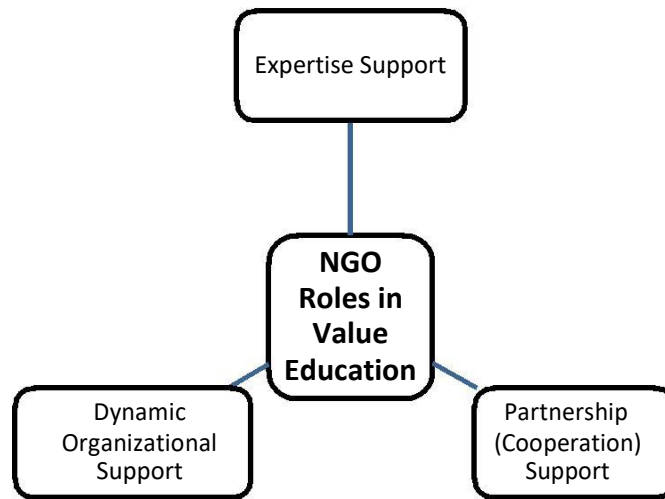 Expertise Support
NGO
Roles in
Value
Education
Dynamic
Organizational
Support
Partnership
(Cooperation)
Support